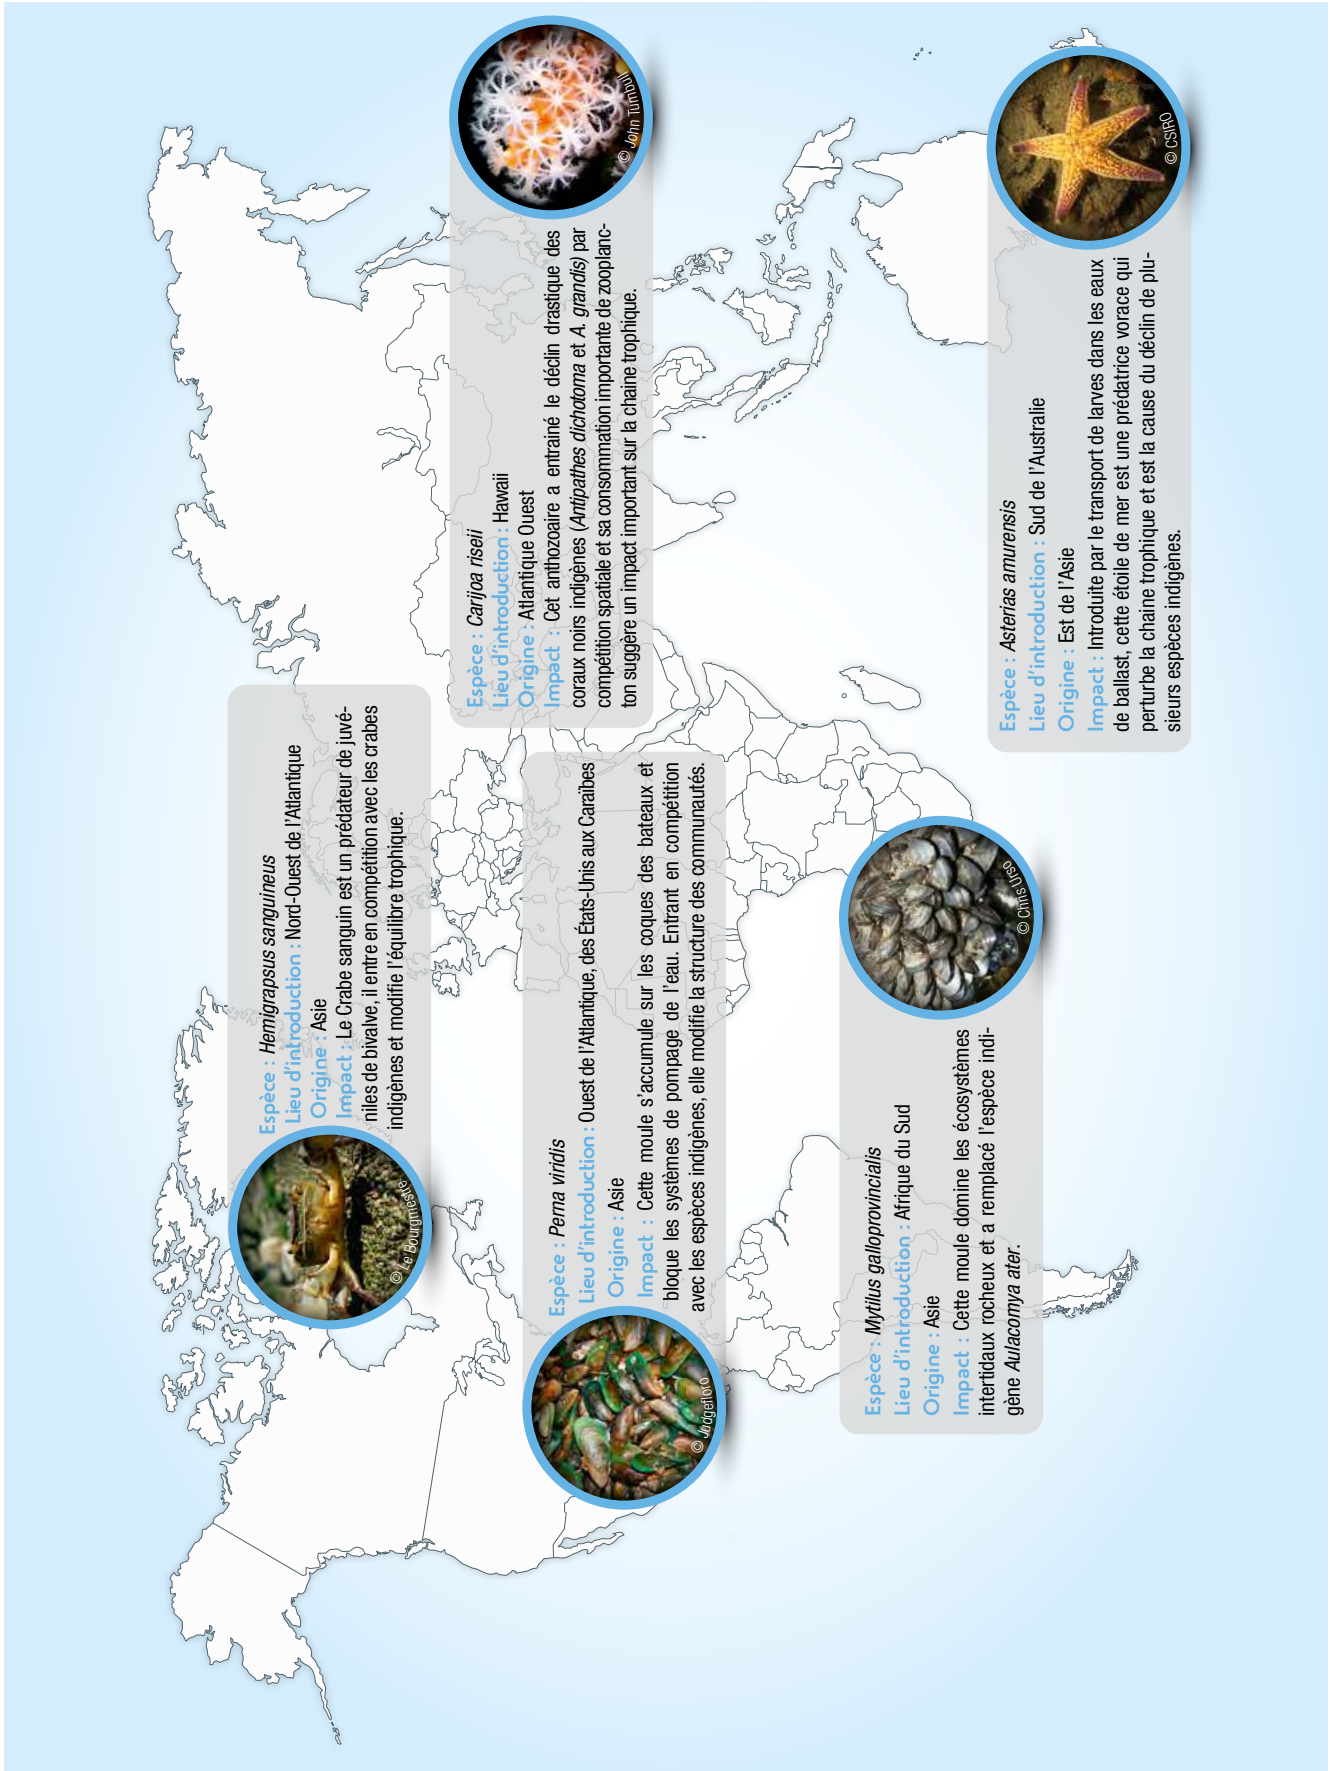 Espèce : Hemigrapsus sanguineus
Lieu d'introduction : Nord-Ouest de l'Atlantique
Origine : Asie
Impact : Le Crabe sanguin est un prédateur de juvé-
niles de bivalve, il entre en compétition avec les crabes
indigènes et modifie l'équilibre trophique.
© Le Bourgmestre
Espèce : Carijoa riseii
Lieu d'introduction : Hawaii
Origine : Atlantique Ouest
Impact : Cet anthozoaire a entrainé le déclin drastique des
coraux noirs indigènes (Antipathes dichotoma et A. grandis) par
compétition spatiale et sa consommation importante de zooplanc-
ton suggère un impact important sur la chaine trophique.
© John Turnbull
Espèce : Perna viridis
Lieu d'introduction : Ouest de l'Atlantique, des États-Unis aux Caraïbes
Origine : Asie
Impact : Cette moule s'accumule sur les coques des bateaux et
bloque les systèmes de pompage de l'eau. Entrant en compétition
avec les espèces indigènes, elle modifie la structure des communautés.
© Judgefloro
Espèce : Mytilus galloprovincialis
Lieu d'introduction : Afrique du Sud
Origine : Asie
Impact : Cette moule domine les écosystèmes
intertidaux rocheux et a remplacé l'espèce indi-
gène Aulacomya ater.
© Chris Urso
Espèce : Asterias amurensis
Lieu d'introduction : Sud de l'Australie
Origine : Est de l'Asie
Impact : Introduite par le transport de larves dans les eaux
de ballast, cette étoile de mer est une prédatrice vorace qui
perturbe la chaine trophique et est la cause du déclin de plu-
sieurs espèces indigènes.
© CSIRO